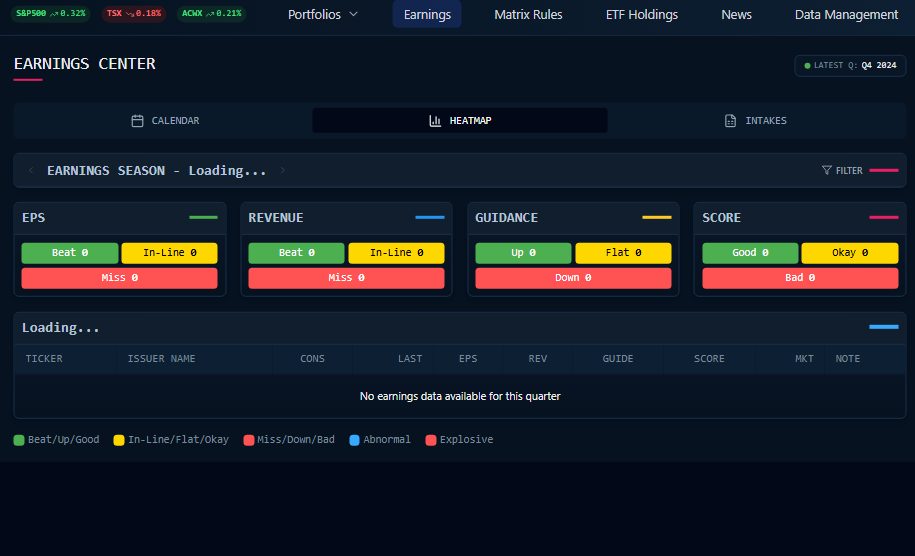 S&P500 0.32% TSX 0.18% ACWX 0.21% Portfolios Earnings Matrix Rules ETF Holdings News Data Management
EARNINGS CENTER
LATEST Q: Q4 2024
CALENDAR HEATMAP INTAKES
EARNINGS SEASON - Loading... FILTER
EPS REVENUE GUIDANCE SCORE
Beat 0 In-Line 0 Beat 0 In-Line 0 Up 0 Flat 0 Good 0 Okay 0
Miss 0 Miss 0 Down 0 Bad 0
Loading...
TICKER ISSUER NAME CONS LAST EPS REV GUIDE SCORE MKT NOTE
No earnings data available for this quarter
Beat/Up/Good In-Line/Flat/Okay Miss/Down/Bad Abnormal Explosive